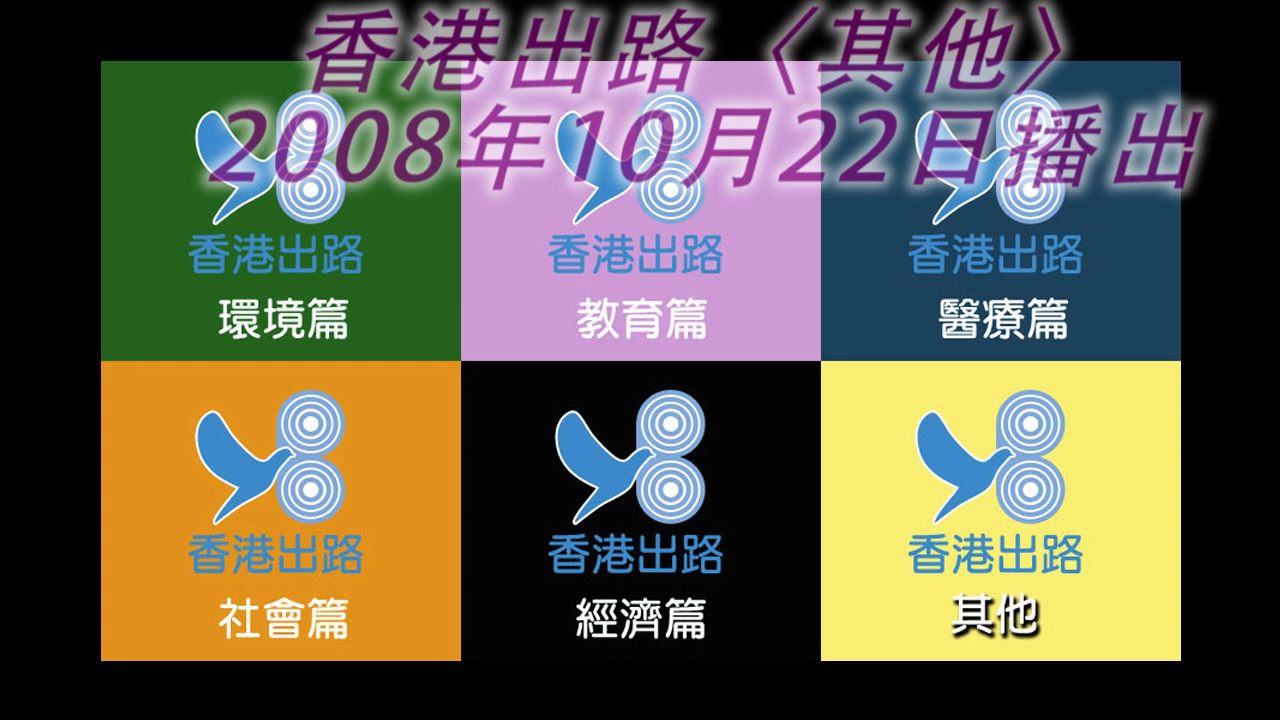 香港出路〈其他〉
2008年10月22日播出
香港出路
環境篇
香港出路
教育篇
香港出路
醫療篇
香港出路
社會篇
香港出路
經濟篇
香港出路
其他